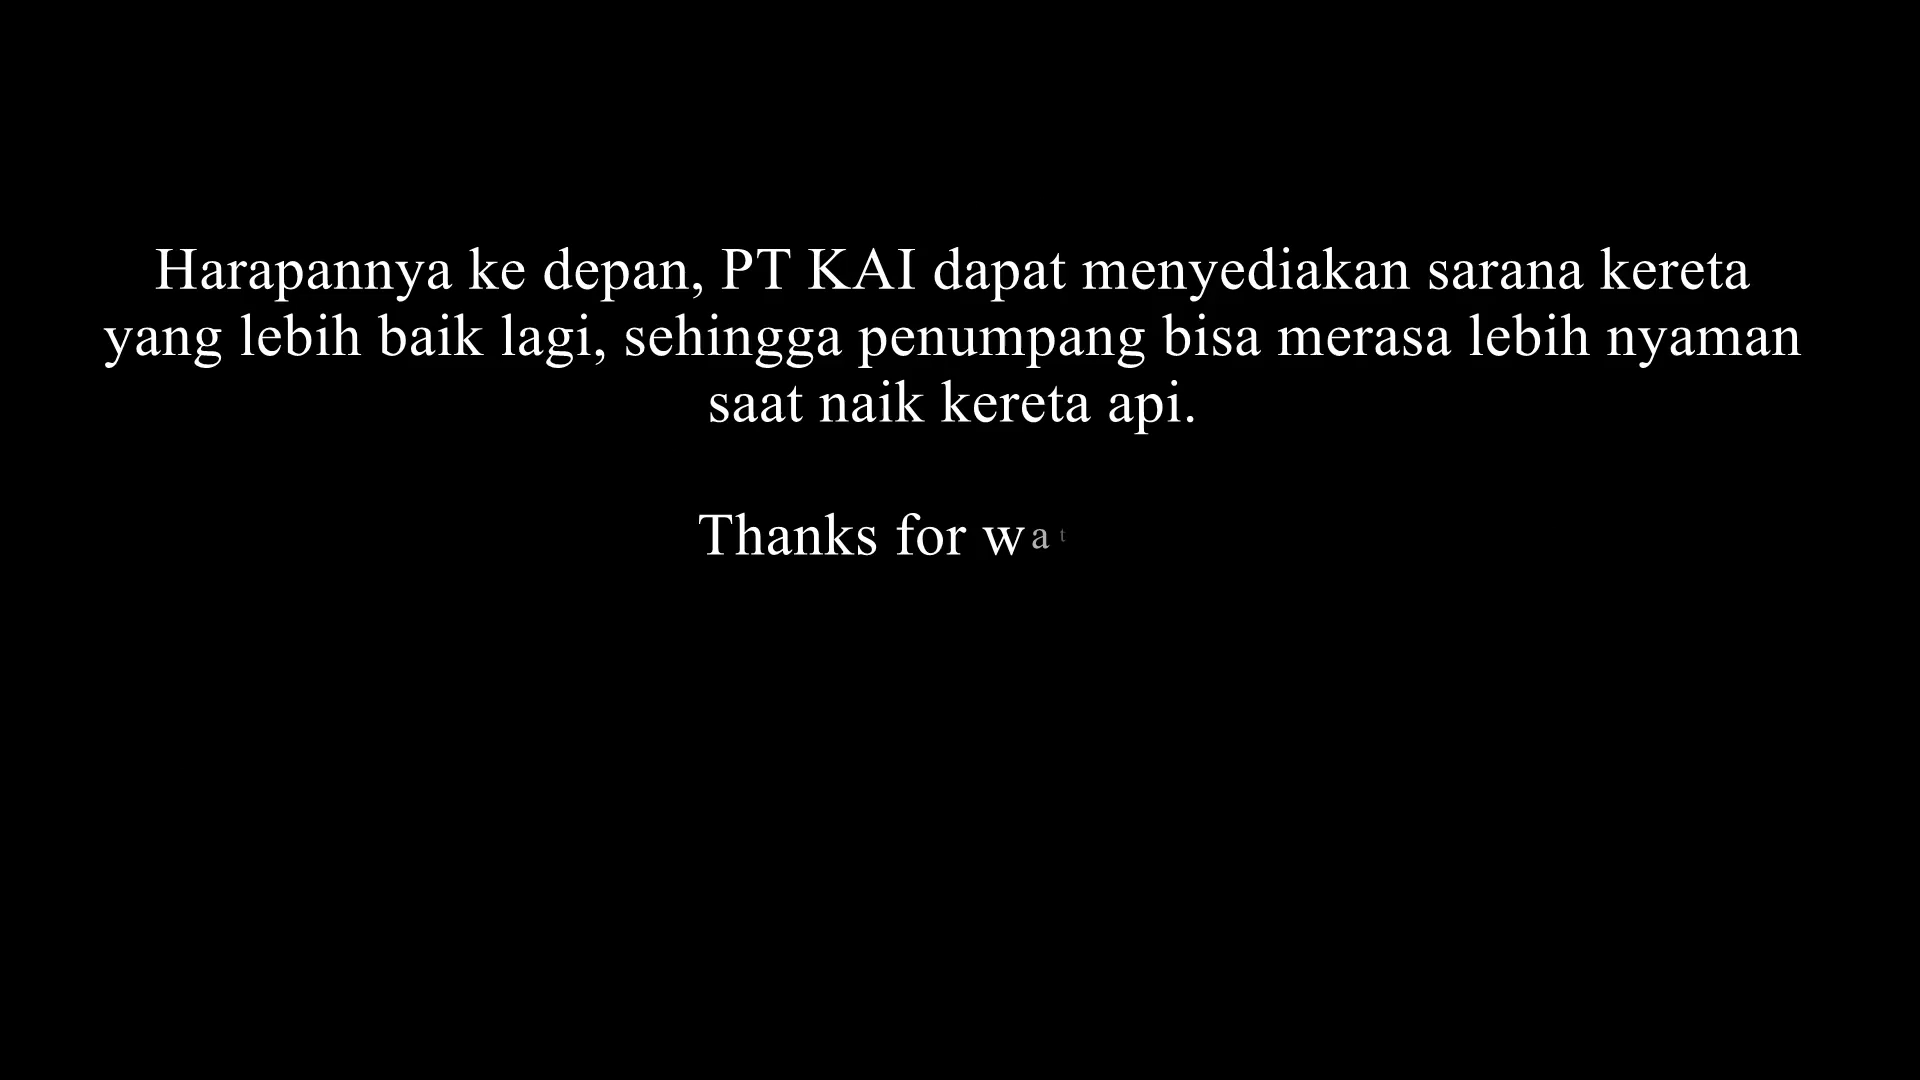 Harapannya ke depan, PT KAI dapat menyediakan sarana kereta
yang lebih baik lagi, sehingga penumpang bisa merasa lebih nyaman
saat naik kereta api.
Thanks for wat